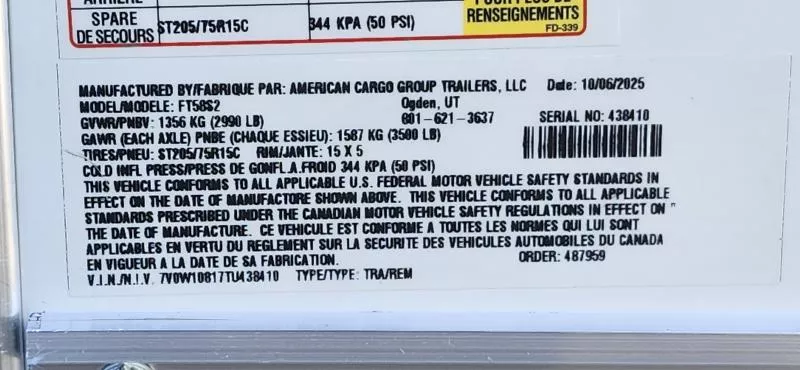 ARRIÈRE
SPARE ST205/75R15C 344 KPA (50 PSI) RENSEIGNEMENTS
DE SECOURS FD-339
MANUFACTURED BY/FABRIQUE PAR: AMERICAN CARGO GROUP TRAILERS, LLC Date: 10/06/2025
MODEL/MODELE: FT58S2 Ogden, UT
GVWR/PNBV: 1356 KG (2990 LB) 801-621-3637 SERIAL NO: 438410
GAWR (EACH AXLE) PNBE (CHAQUE ESSIEU): 1587 KG (3500 LB)
TIRES/PNEU: ST205/75R15C RIM/JANTE: 15 X 5
COLD INFL PRESS/PRESS DE GONFL.A.FROID 344 KPA (50 PSI)
THIS VEHICLE CONFORMS TO ALL APPLICABLE U.S. FEDERAL MOTOR VEHICLE SAFETY STANDARDS IN
EFFECT ON THE DATE OF MANUFACTORE SHOWN ABOVE. THIS VEHICLE CONFORMS TO ALL APPLICABLE
STANDARDS PRESCRIBED UNDER THE CANADIAN MOTOR VEHICLE SAFETY REGULATIONS IN EFFECT ON "
THE DATE OF MANUFACTURE. CE VEHICULE EST CONFORME A TOUTES LES NORMES QUI LUI SONT
APPLICABLES EN VERTU DU REGLEMENT SUR LA SECURITE DES VEHICULES AUTOMOBILES DU CANADA
EN VIGUEUR A LA DATE DE SA FABRICATION. ORDER: 487959
V.I.N./N.I.V. 7V0W10817TU438410 TYPE/TYPE: TRA/REM